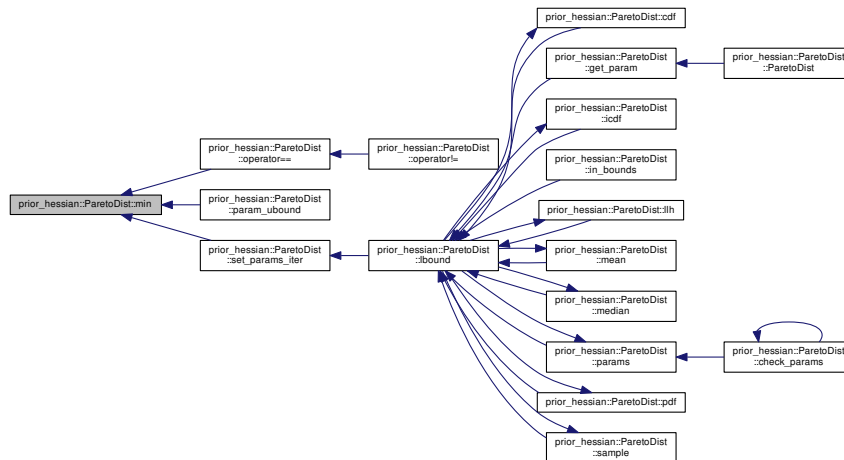 prior_hessian::ParetoDist::min
prior_hessian::ParetoDist
::operator==
prior_hessian::ParetoDist
::param_ubound
prior_hessian::ParetoDist
::set_params_iter
prior_hessian::ParetoDist
::operator!=
prior_hessian::ParetoDist
::lbound
prior_hessian::ParetoDist::cdf
prior_hessian::ParetoDist
::get_param
prior_hessian::ParetoDist
::icdf
prior_hessian::ParetoDist
::in_bounds
prior_hessian::ParetoDist::llh
prior_hessian::ParetoDist
::mean
prior_hessian::ParetoDist
::median
prior_hessian::ParetoDist
::params
prior_hessian::ParetoDist::pdf
prior_hessian::ParetoDist
::sample
prior_hessian::ParetoDist
::ParetoDist
prior_hessian::ParetoDist
::check_params